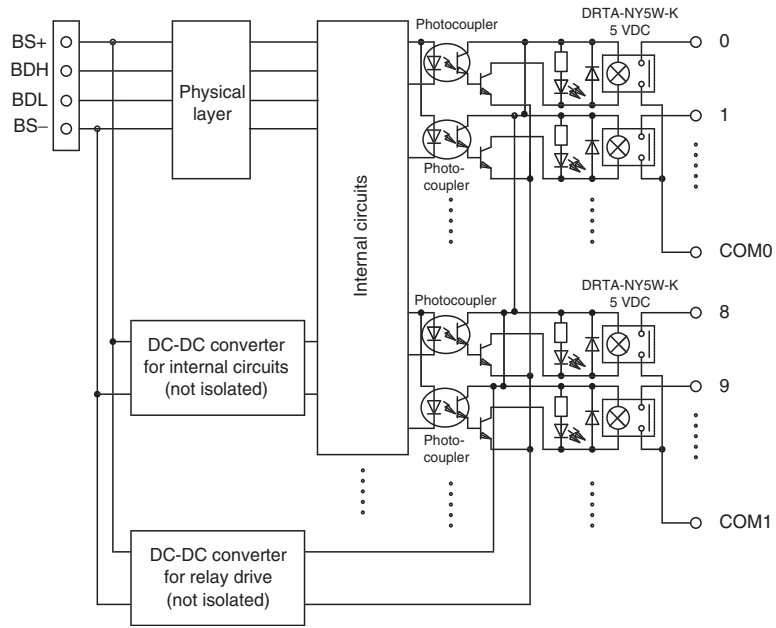 Photocoupler
DRTA-NY5W-K
5 VDC
BS+
BDH
BDL
BS–
Physical
layer
Internal circuits
0
1
Photo-
coupler
COM0
Photocoupler
DRTA-NY5W-K
5 VDC
8
DC-DC converter
for internal circuits
(not isolated)
9
Photo-
coupler
COM1
DC-DC converter
for relay drive
(not isolated)